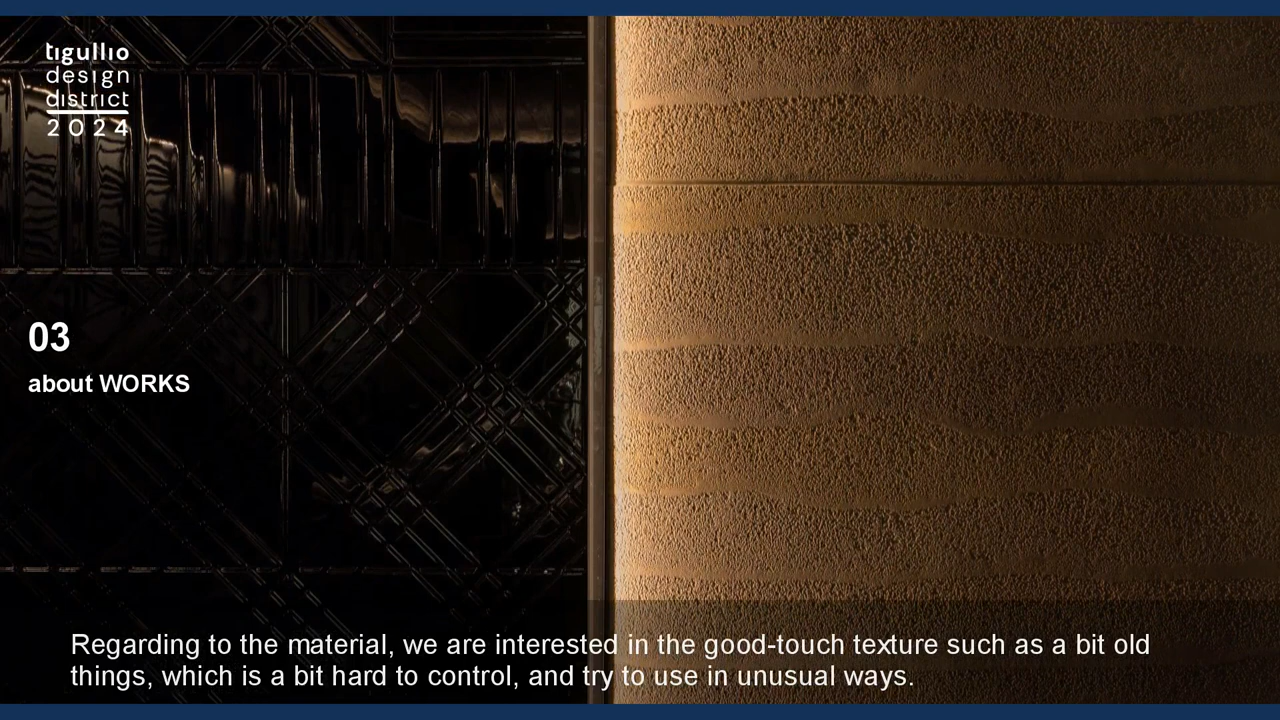 tigullio
design
district
2024
03
about WORKS
Regarding to the material, we are interested in the good-touch texture such as a bit old
things, which is a bit hard to control, and try to use in unusual ways.